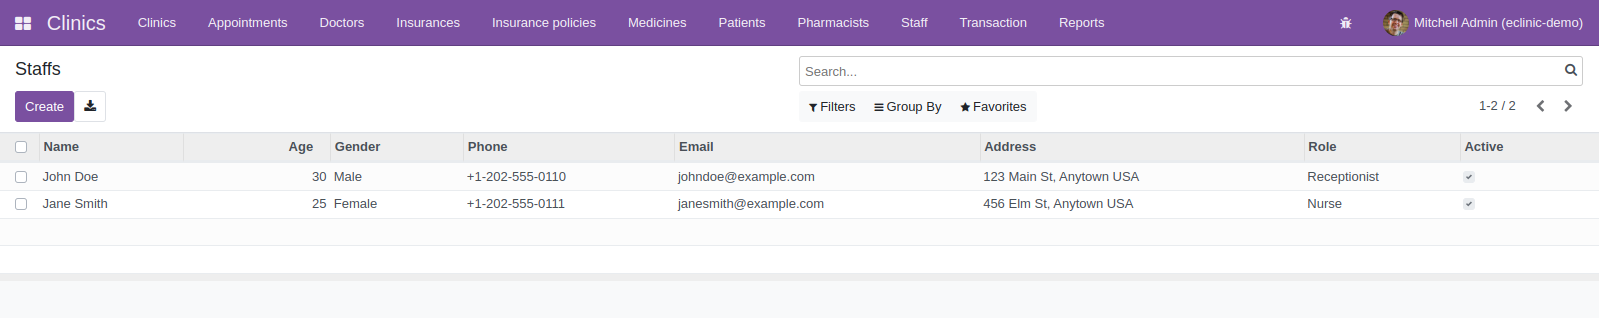 Clinics Clinics Appointments Doctors Insurances Insurance policies Medicines Patients Pharmacists Staff Transaction Reports Mitchell Admin (eclinic-demo)
Staffs Search...
Create Filters Group By Favorites 1-2 / 2
Name Age Gender Phone Email Address Role Active
John Doe 30 Male +1-202-555-0110 johndoe@example.com 123 Main St, Anytown USA Receptionist
Jane Smith 25 Female +1-202-555-0111 janesmith@example.com 456 Elm St, Anytown USA Nurse